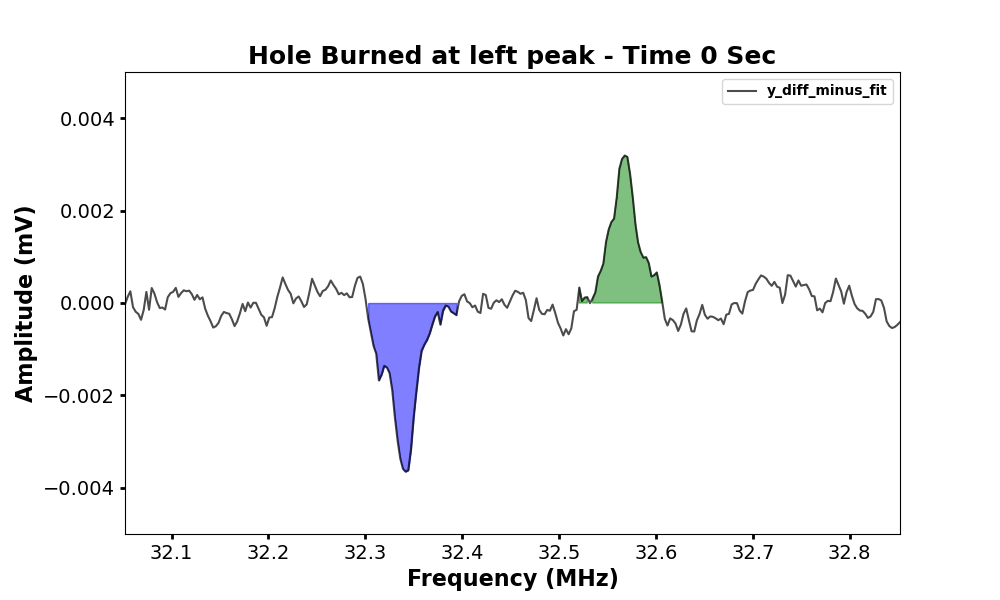 Hole Burned at left peak - Time 0 Sec
y_diff_minus_fit
Amplitude (mV)
0.004
0.002
0.000
−0.002
−0.004
32.1 32.2 32.3 32.4 32.5 32.6 32.7 32.8
Frequency (MHz)